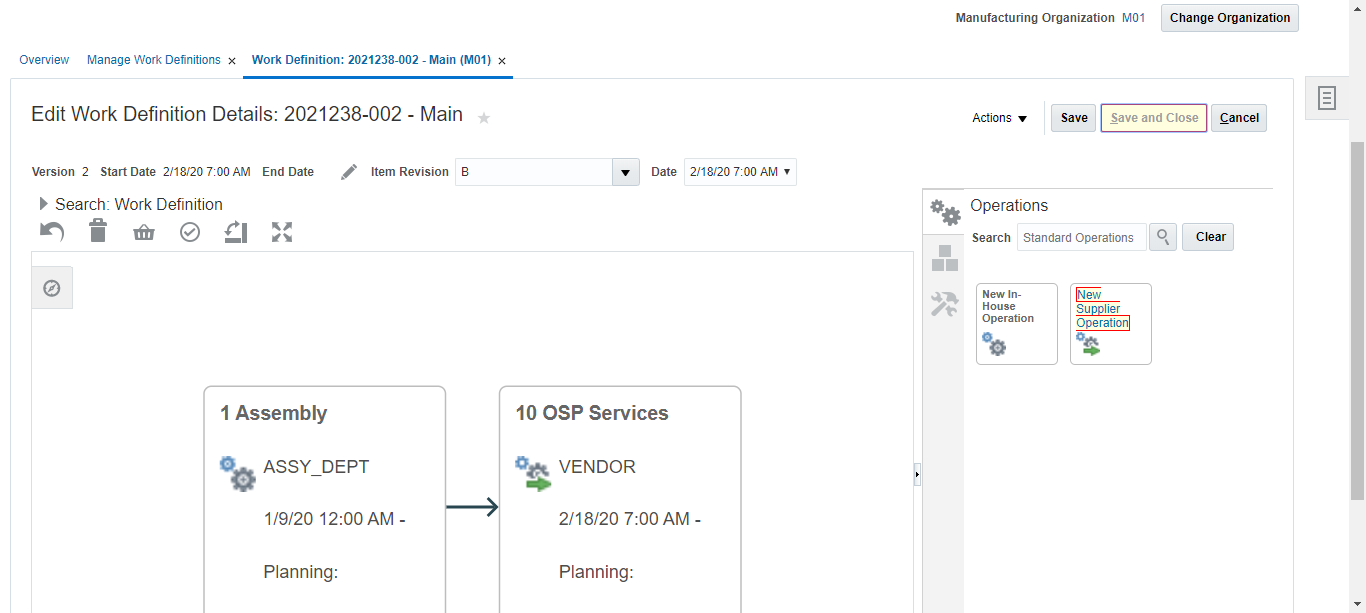 Manufacturing Organization M01 Change Organization
Overview Manage Work Definitions × Work Definition: 2021238-002 - Main (M01) ×
Edit Work Definition Details: 2021238-002 - Main
Actions Save Save and Close Cancel
Version 2 Start Date 2/18/20 7:00 AM End Date Item Revision B Date 2/18/20 7:00 AM
Search: Work Definition
Operations
Search Standard Operations Clear
New In-
House
Operation
New
Supplier
Operation
1 Assembly
ASSY_DEPT
1/9/20 12:00 AM -
Planning:
10 OSP Services
VENDOR
2/18/20 7:00 AM -
Planning: